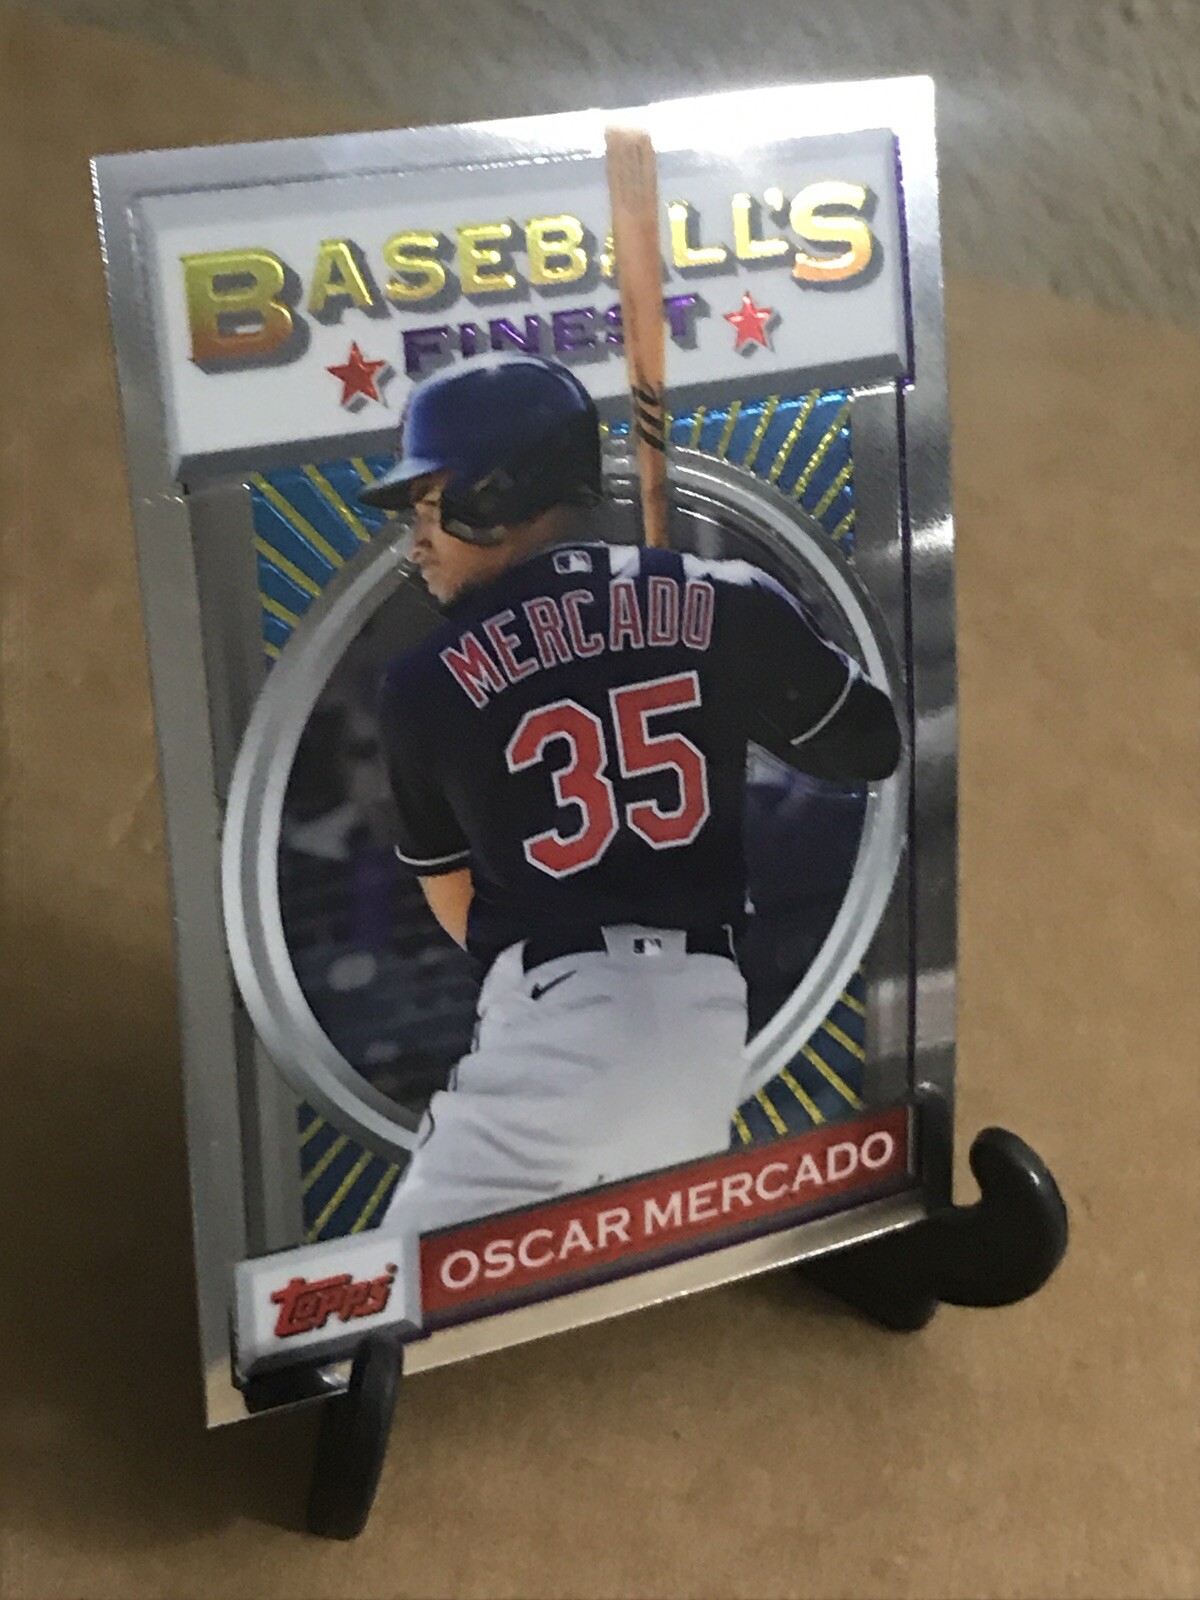 BASEBALL'S
FINEST
MERCADO
35
OSCAR MERCADO
Topps